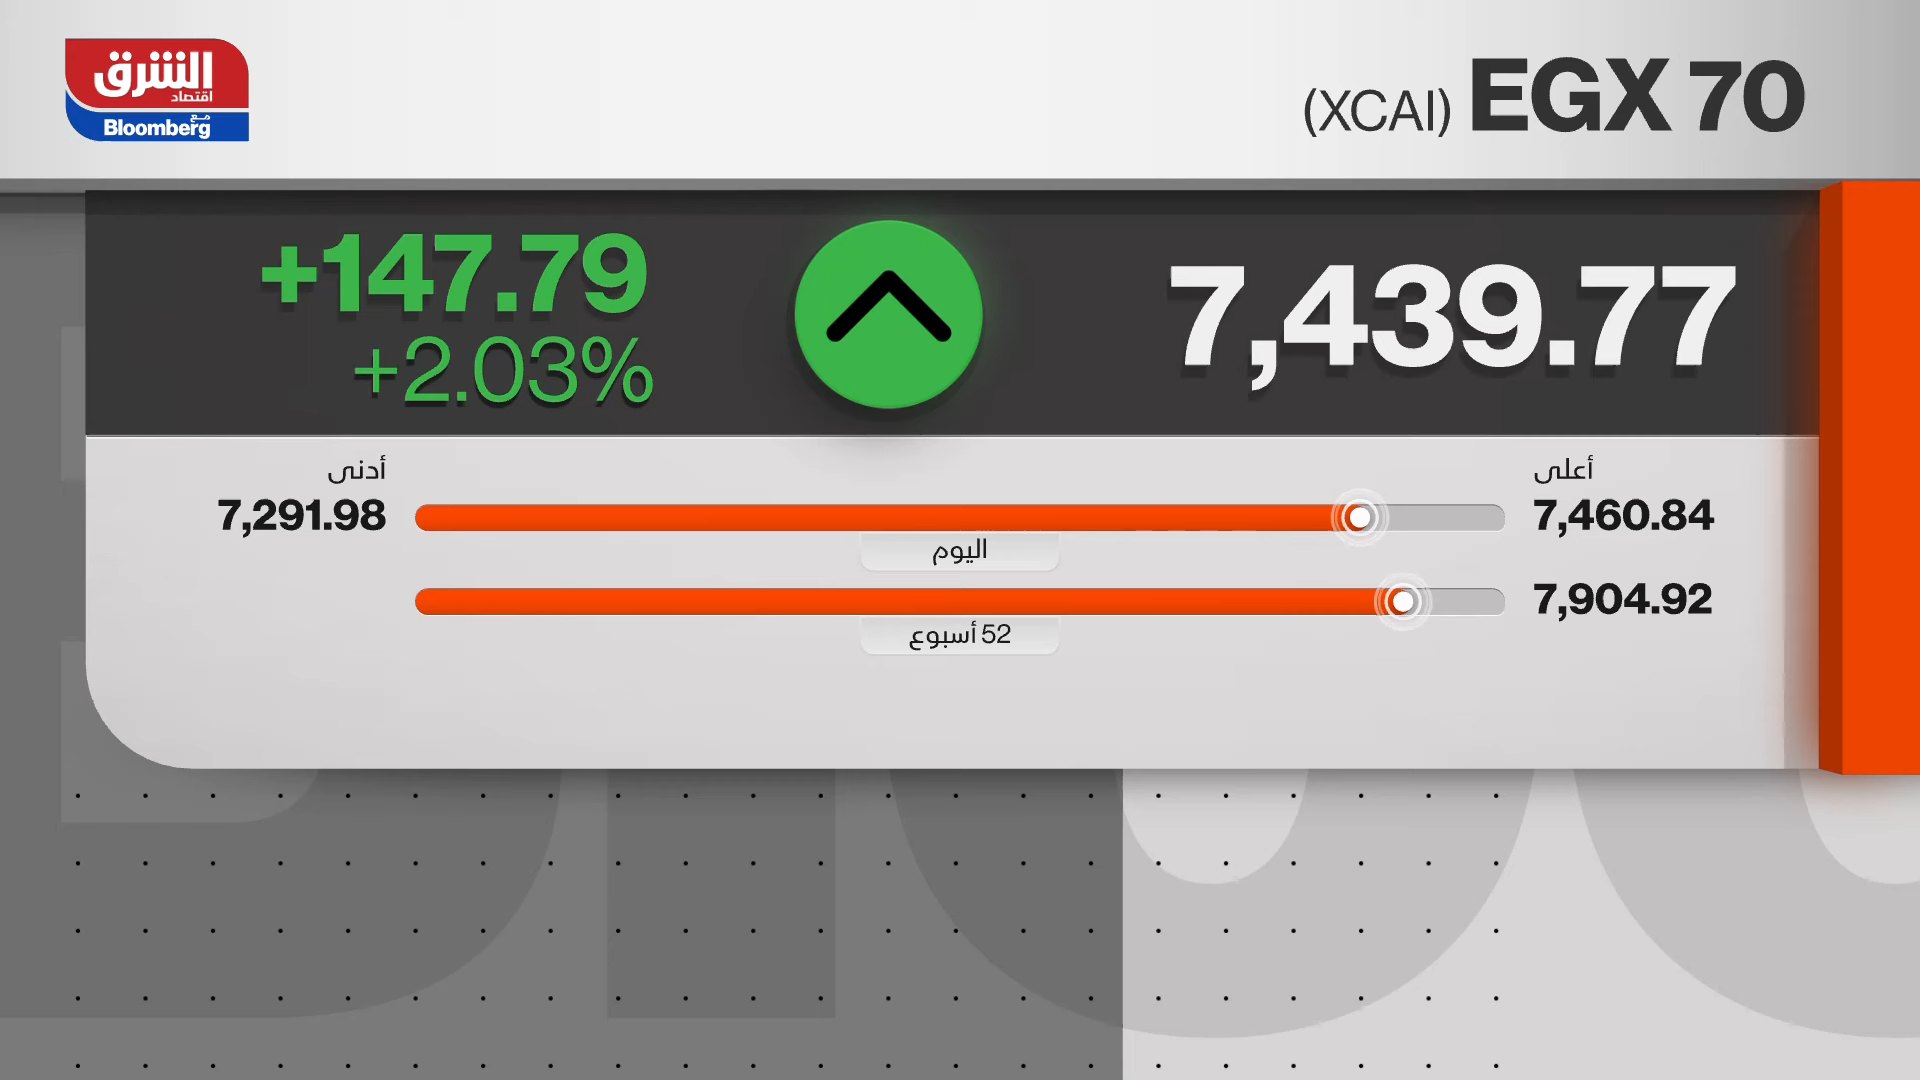 الشرق
اقتصاد
مع
Bloomberg
EGX 70 (XCAI)
7,439.77
+147.79
+2.03%
أعلى
أدنى
7,460.84
7,291.98
اليوم
7,904.92
52 أسبوع